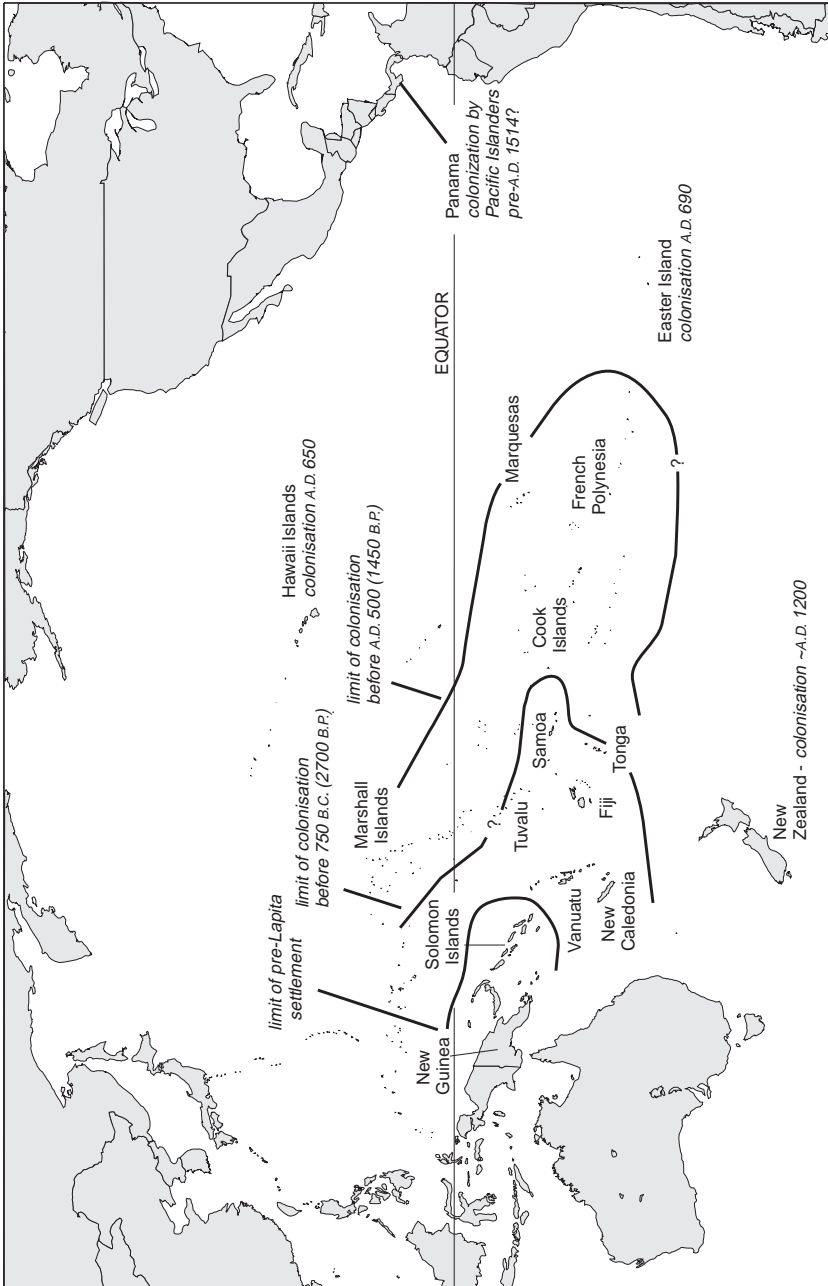 limit of pre-Lapita
settlement
limit of colonisation
before 750 B.C. (2700 B.P.)
limit of colonisation
before A.D. 500 (1450 B.P.)
Hawaii Islands
colonisation A.D. 650
Marshall
Islands
EQUATOR
Panama
colonization by
Pacific Islanders
pre-A.D. 1514?
New
Guinea
Solomon
Islands
?
Tuvalu
Samoa
Cook
Islands
Marquesas
French
Polynesia
Vanuatu
New
Caledonia
Fiji
Tonga
?
Easter Island
colonisation A.D. 690
New
Zealand - colonisation ~A.D. 1200